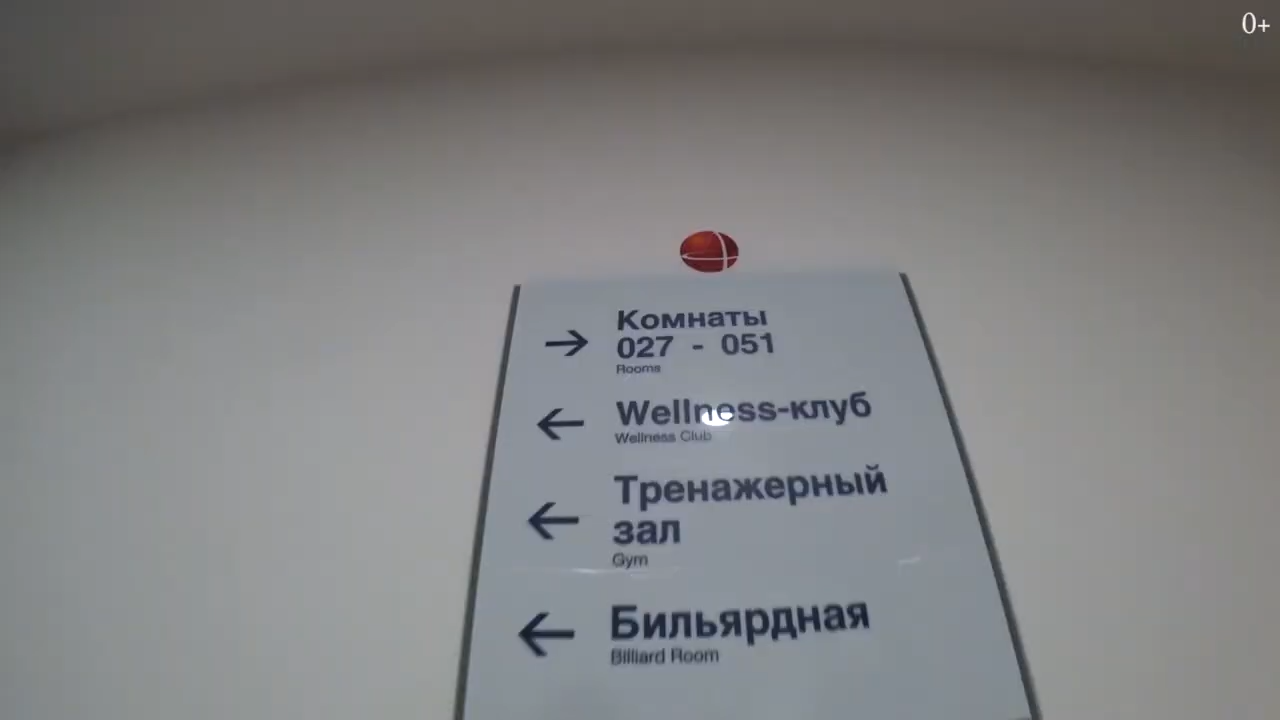 0+
→ Комнаты
027 - 051
Rooms
← Wellness-клуб
Wellness Club
← Тренажерный
зал
Gym
← Бильярдная
Billiard Room